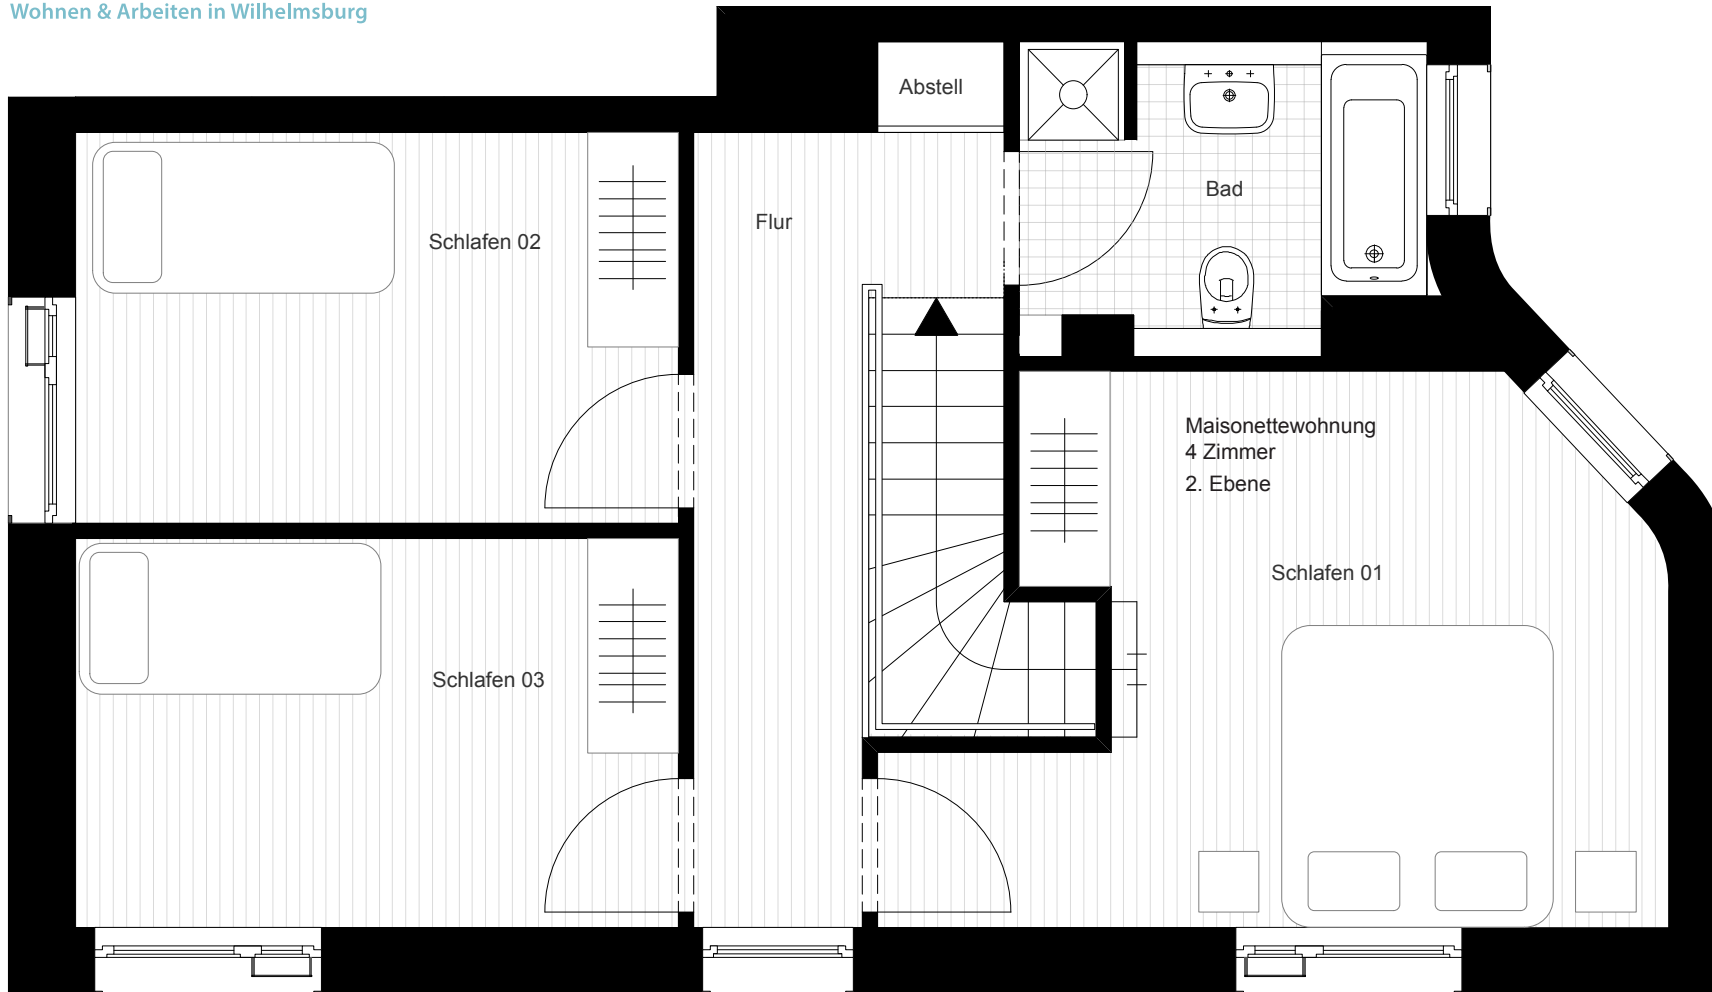 Wohnen & Arbeiten in Wilhelmsburg
Abstell
Bad
Flur
Schlafen 02
Maisonettewohnung
4 Zimmer
2. Ebene
Schlafen 01
Schlafen 03